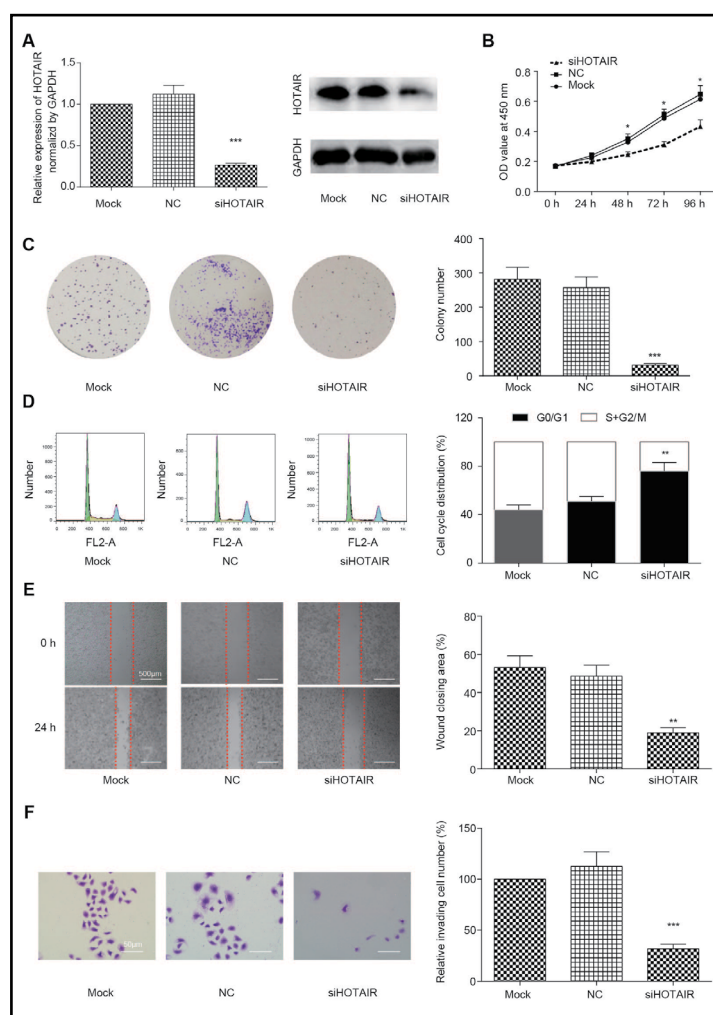 A
Relative expression of HOTAIR
normalizd by GAPDH
1.5
1.0
0.5
0.0
***
Mock NC siHOTAIR
HOTAIR
GAPDH
Mock NC siHOTAIR
B
siHOTAIR
NC
Mock
OD value at 450 nm
0.8
0.6
0.4
0.2
0
* * *
0 h 24 h 48 h 72 h 96 h
C
Mock NC siHOTAIR
Colony number
400
300
200
100
0
***
Mock NC siHOTAIR
D
Number
FL2-A
Mock
Number
FL2-A
NC
Number
FL2-A
siHOTAIR
G0/G1 S+G2/M
Cell cycle distribution (%)
120
80
40
0
**
Mock NC siHOTAIR
E
0 h
500μm
24 h
Mock NC siHOTAIR
Wound closing area (%)
80
60
40
20
0
**
Mock NC siHOTAIR
F
50μm
Mock NC siHOTAIR
Relative invading cell number (%)
150
100
50
0
***
Mock NC siHOTAIR